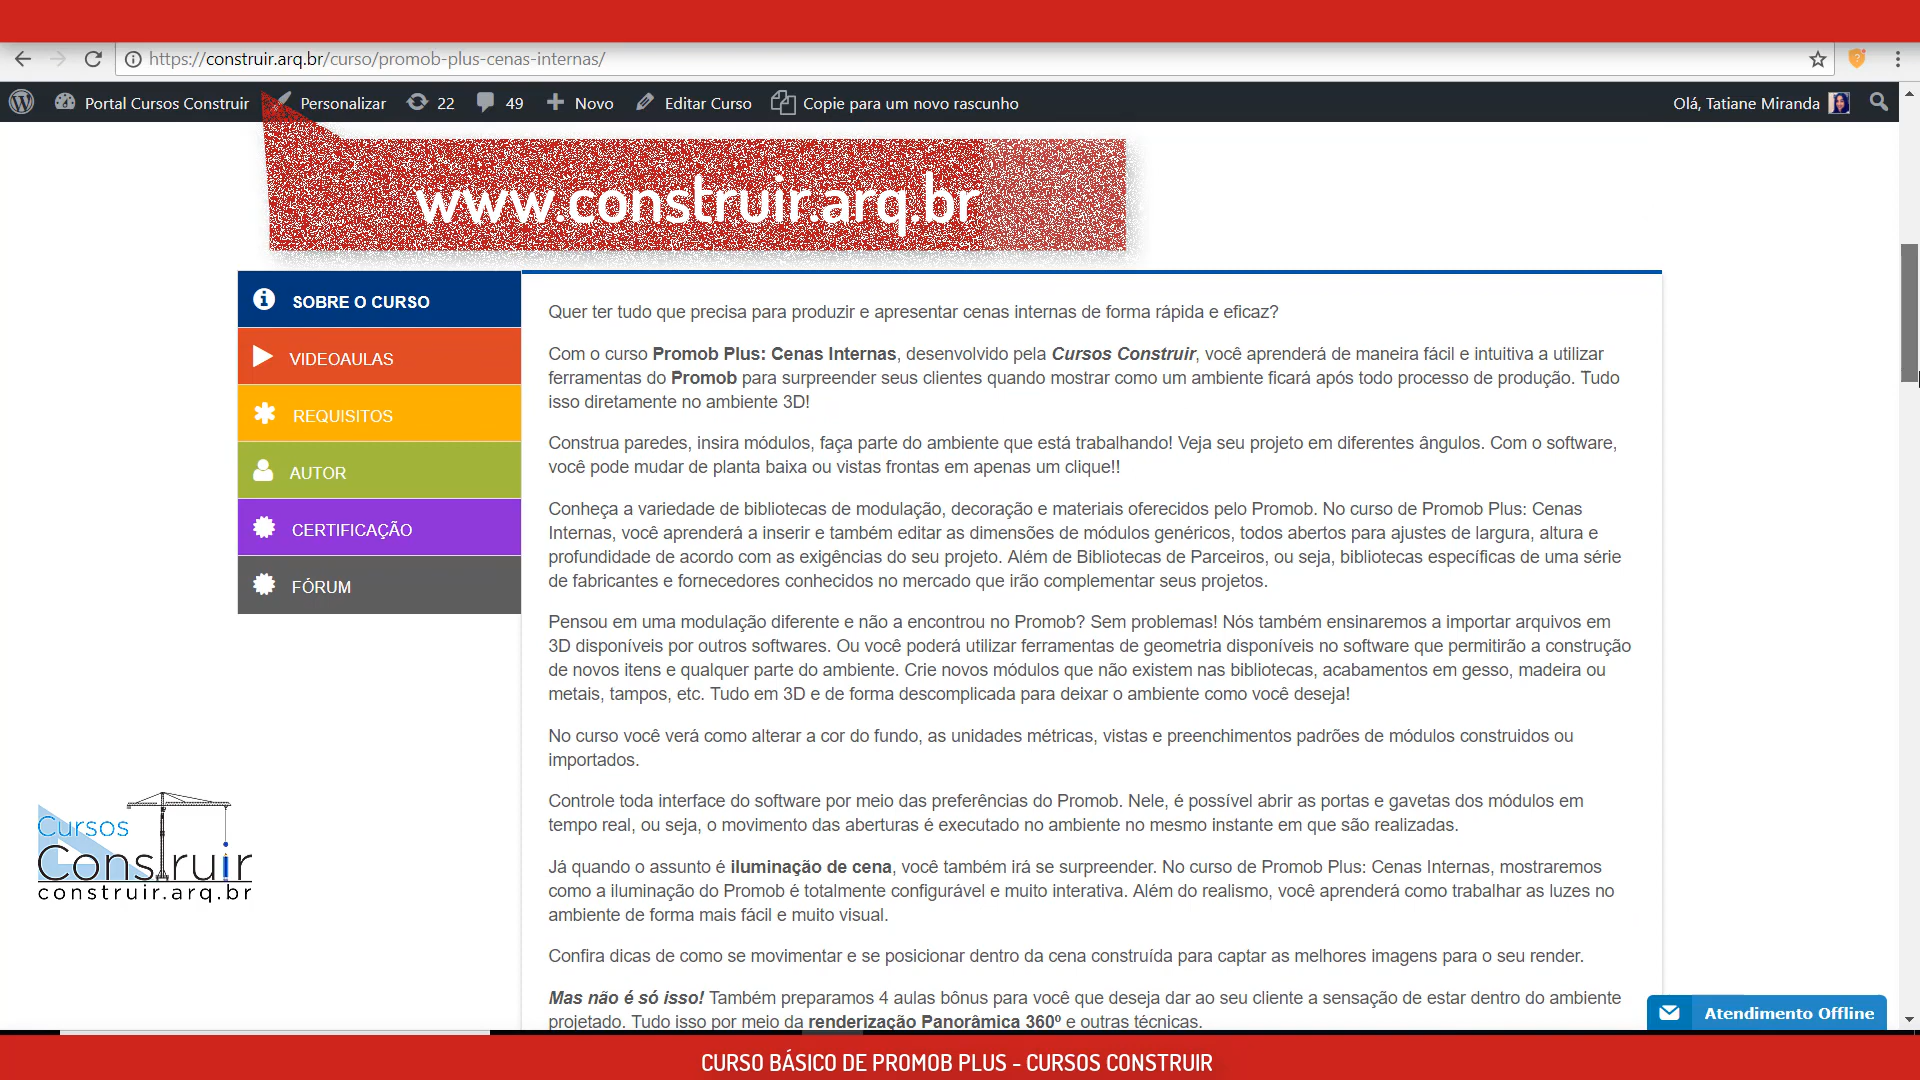 https://construir.arq.br/curso/promob-plus-cenas-internas/
Portal Cursos Construir Personalizar 22 49 Novo Editar Curso Copie para um novo rascunho Olá, Tatiane Miranda
www.construir.arq.br
SOBRE O CURSO
VIDEOAULAS
REQUISITOS
AUTOR
CERTIFICAÇÃO
FÓRUM
Quer ter tudo que precisa para produzir e apresentar cenas internas de forma rápida e eficaz?
Com o curso Promob Plus: Cenas Internas, desenvolvido pela Cursos Construir, você aprenderá de maneira fácil e intuitiva a utilizar
ferramentas do Promob para surpreender seus clientes quando mostrar como um ambiente ficará após todo processo de produção. Tudo
isso diretamente no ambiente 3D!
Construa paredes, insira módulos, faça parte do ambiente que está trabalhando! Veja seu projeto em diferentes ângulos. Com o software,
você pode mudar de planta baixa ou vistas frontas em apenas um clique!!
Conheça a variedade de bibliotecas de modulação, decoração e materiais oferecidos pelo Promob. No curso de Promob Plus: Cenas
Internas, você aprenderá a inserir e também editar as dimensões de módulos genéricos, todos abertos para ajustes de largura, altura e
profundidade de acordo com as exigências do seu projeto. Além de Bibliotecas de Parceiros, ou seja, bibliotecas específicas de uma série
de fabricantes e fornecedores conhecidos no mercado que irão complementar seus projetos.
Pensou em uma modulação diferente e não a encontrou no Promob? Sem problemas! Nós também ensinaremos a importar arquivos em
3D disponíveis por outros softwares. Ou você poderá utilizar ferramentas de geometria disponíveis no software que permitirão a construção
de novos itens e qualquer parte do ambiente. Crie novos módulos que não existem nas bibliotecas, acabamentos em gesso, madeira ou
metais, tampos, etc. Tudo em 3D e de forma descomplicada para deixar o ambiente como você deseja!
No curso você verá como alterar a cor do fundo, as unidades métricas, vistas e preenchimentos padrões de módulos construidos ou
importados.
Controle toda interface do software por meio das preferências do Promob. Nele, é possível abrir as portas e gavetas dos módulos em
tempo real, ou seja, o movimento das aberturas é executado no ambiente no mesmo instante em que são realizadas.
Já quando o assunto é iluminação de cena, você também irá se surpreender. No curso de Promob Plus: Cenas Internas, mostraremos
como a iluminação do Promob é totalmente configurável e muito interativa. Além do realismo, você aprenderá como trabalhar as luzes no
ambiente de forma mais fácil e muito visual.
Confira dicas de como se movimentar e se posicionar dentro da cena construída para captar as melhores imagens para o seu render.
Mas não é só isso! Também preparamos 4 aulas bônus para você que deseja dar ao seu cliente a sensação de estar dentro do ambiente
projetado. Tudo isso por meio da renderização Panorâmica 360º e outras técnicas.
Cursos
Construir
construir.arq.br
Atendimento Offline
CURSO BÁSICO DE PROMOB PLUS - CURSOS CONSTRUIR